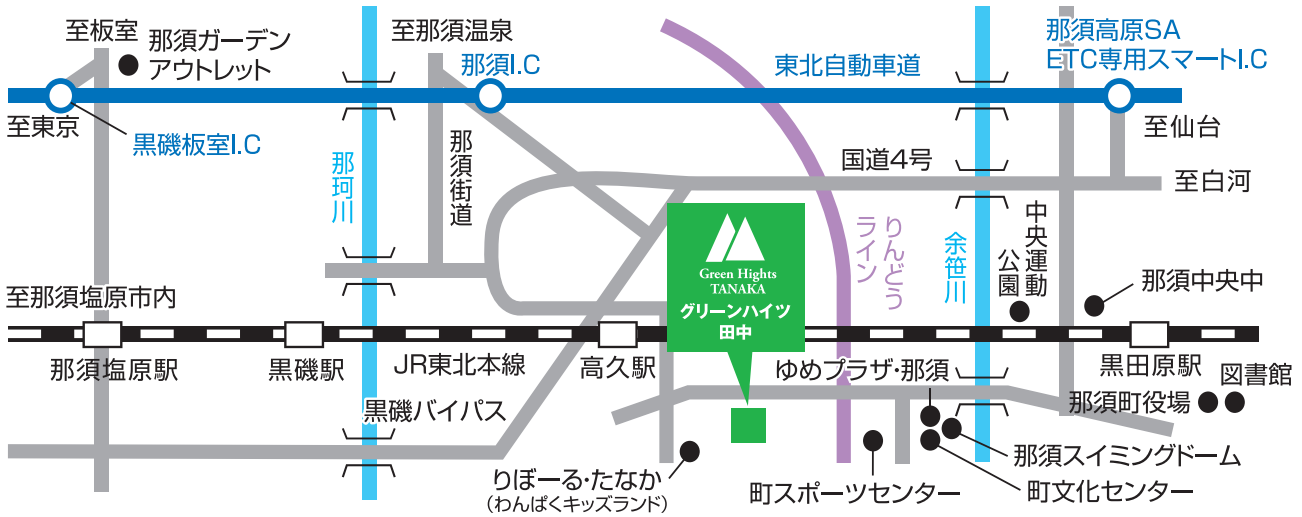 至板室
那須ガーデン
アウトレット
至那須温泉
那須I.C
東北自動車道
那須高原SA
ETC専用スマートI.C
至東京
黒磯板室I.C
至仙台
那珂川
那須街道
国道4号
至白河
Green Hights
TANAKA
グリーンハイツ
田中
りんどう
ライン
余笹川
中央運動
公園
那須中央中
至那須塩原市内
那須塩原駅
黒磯駅
JR東北本線
高久駅
ゆめプラザ・那須
黒田原駅
図書館
那須町役場
黒磯バイパス
りぼーる・たなか
（わんぱくキッズランド）
町スポーツセンター
那須スイミングドーム
町文化センター